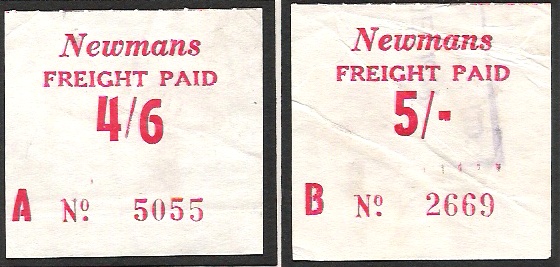 Newmans
FREIGHT PAID
4/6
A Nº 5055
Newmans
FREIGHT PAID
5/-
B Nº 2669